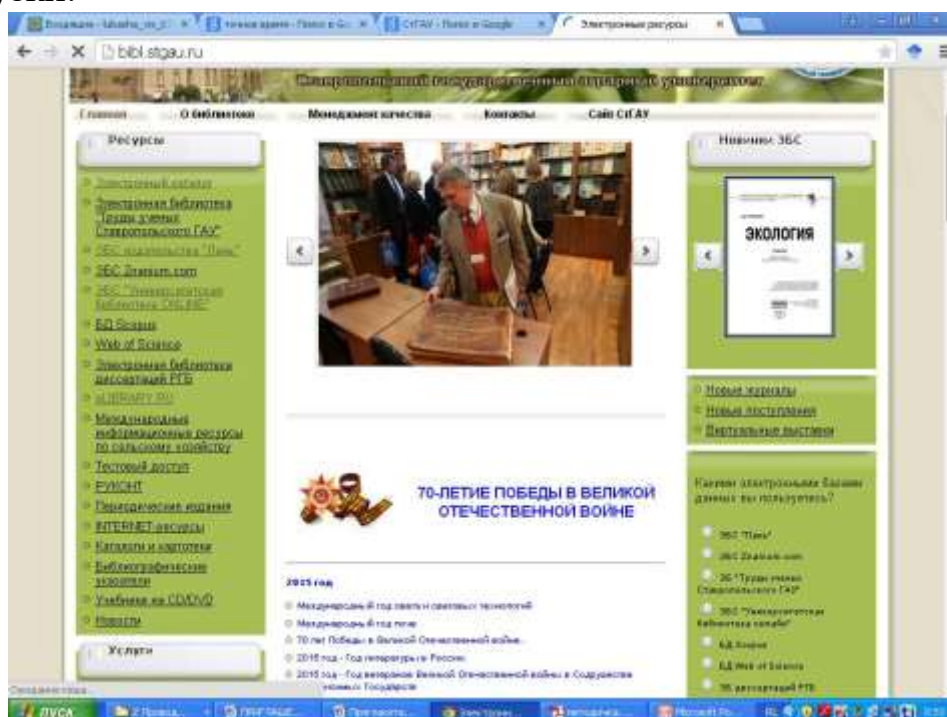 Электронные ресурсы
bibl.stgau.ru
Ставропольский государственный аграрный университет
Главная
О библиотеке
Менеджмент качества
Контакты
Сайт СтГАУ
Ресурсы
Электронный каталог
Электронная библиотека
"Труды ученых
Ставропольского ГАУ"
ЭБС издательства "Лань"
ЭБС Znanium.com
ЭБС "Университетская
библиотека ONLINE"
БД Scopus
Web of Science
Электронная библиотека
диссертаций РГБ
eLIBRARY.RU
Международные
информационные ресурсы
по сельскому хозяйству
Тестовый доступ
РУКОНТ
Периодические издания
INTERNET-ресурсы
Каталоги и картотеки
Библиографические
указатели
Учебники на CD/DVD
Новости
Услуги
70-ЛЕТИЕ ПОБЕДЫ В ВЕЛИКОЙ
ОТЕЧЕСТВЕННОЙ ВОЙНЕ
2015 год
Международный год света и световых технологий
Международный год почв
70 лет Победы в Великой Отечественной войне.
2015 год - Год литературы в России.
2015 год - Год ветеранов Великой Отечественной войны в Содружестве
Государств
Новинки ЭБС
ЭКОЛОГИЯ
Новые журналы
Новые поступления
Виртуальные выставки
Какими электронными базами
данных вы пользуетесь?
ЭБС "Лань"
ЭБС Znanium.com
ЭБ "Труды ученых
Ставропольского ГАУ"
ЭБС "Университетская
библиотека онлайн"
БД Scopus
БД Web of Science
ЭБ диссертаций РГБ
ПУСК